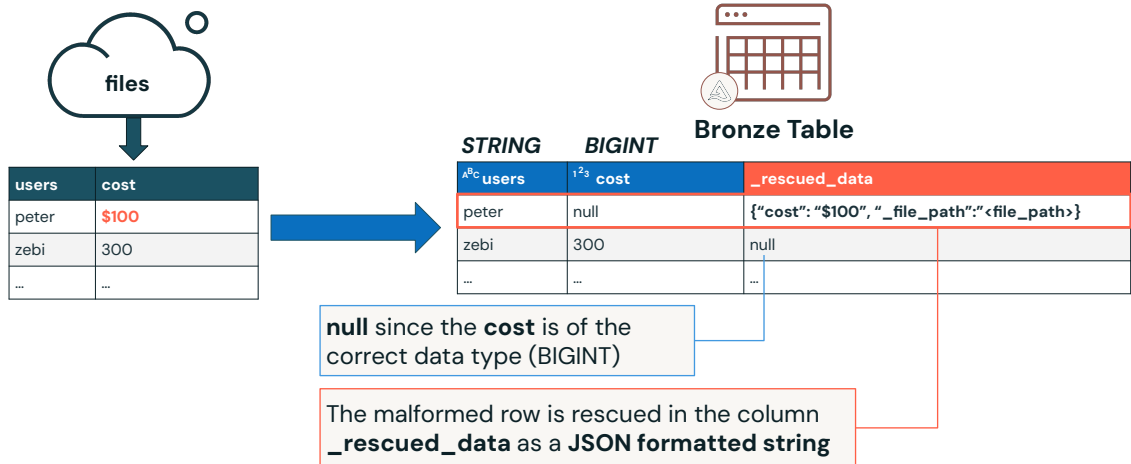 files
users cost
peter $100
zebi 300
... ...
Bronze Table
STRING BIGINT
ABC users 123 cost _rescued_data
peter null {“cost”: “$100”, “_file_path”:”<file_path>}
zebi 300 null
... ... ...
null since the cost is of the
correct data type (BIGINT)
The malformed row is rescued in the column
_rescued_data as a JSON formatted string